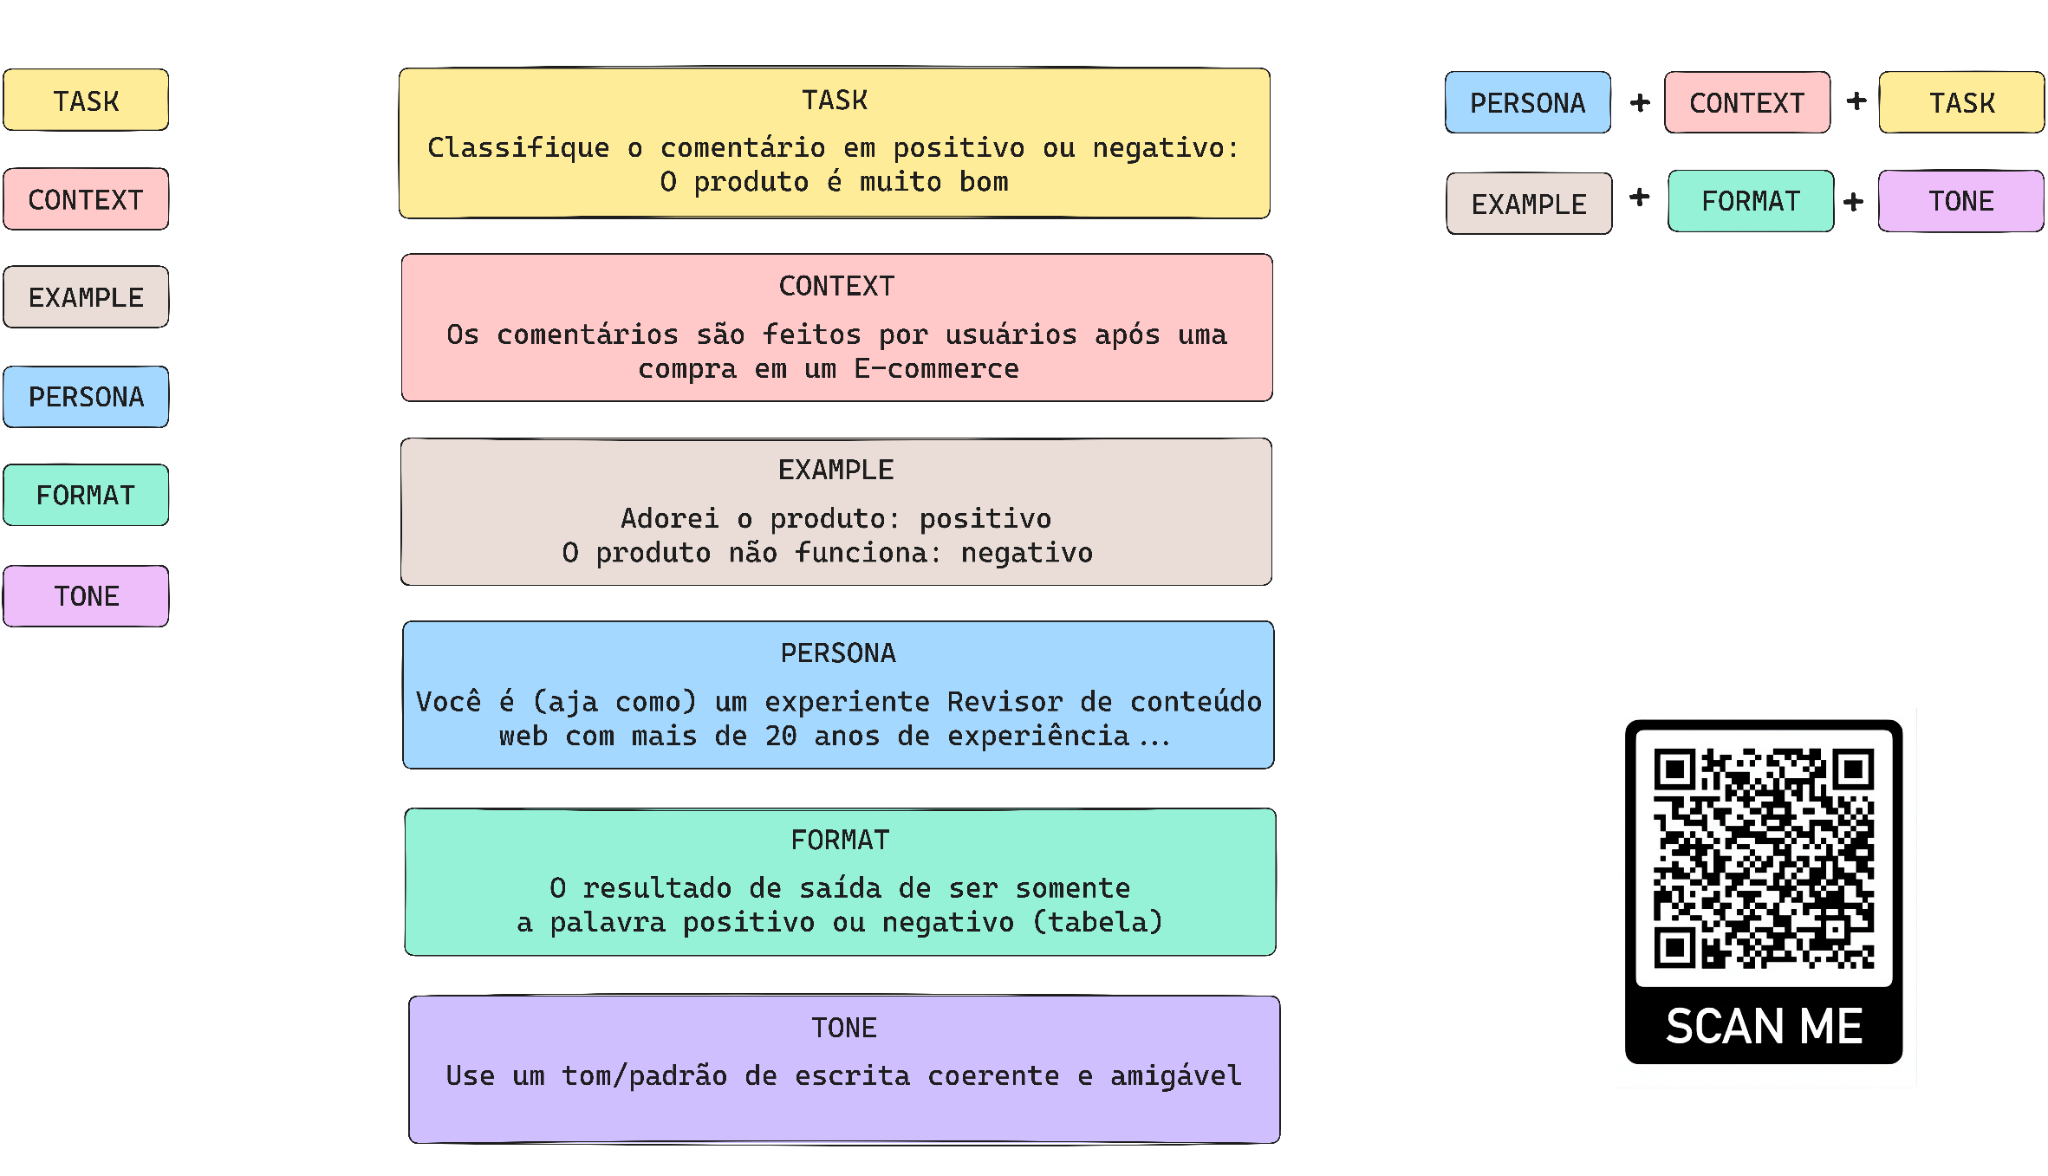 TASK
CONTEXT
EXAMPLE
PERSONA
FORMAT
TONE
TASK
Classifique o comentário em positivo ou negativo:
O produto é muito bom
CONTEXT
Os comentários são feitos por usuários após uma
compra em um E-commerce
EXAMPLE
Adorei o produto: positivo
O produto não funciona: negativo
PERSONA
Você é (aja como) um experiente Revisor de conteúdo
web com mais de 20 anos de experiência...
FORMAT
O resultado de saída de ser somente
a palavra positivo ou negativo (tabela)
TONE
Use um tom/padrão de escrita coerente e amigável
PERSONA + CONTEXT + TASK
EXAMPLE + FORMAT + TONE
SCAN ME